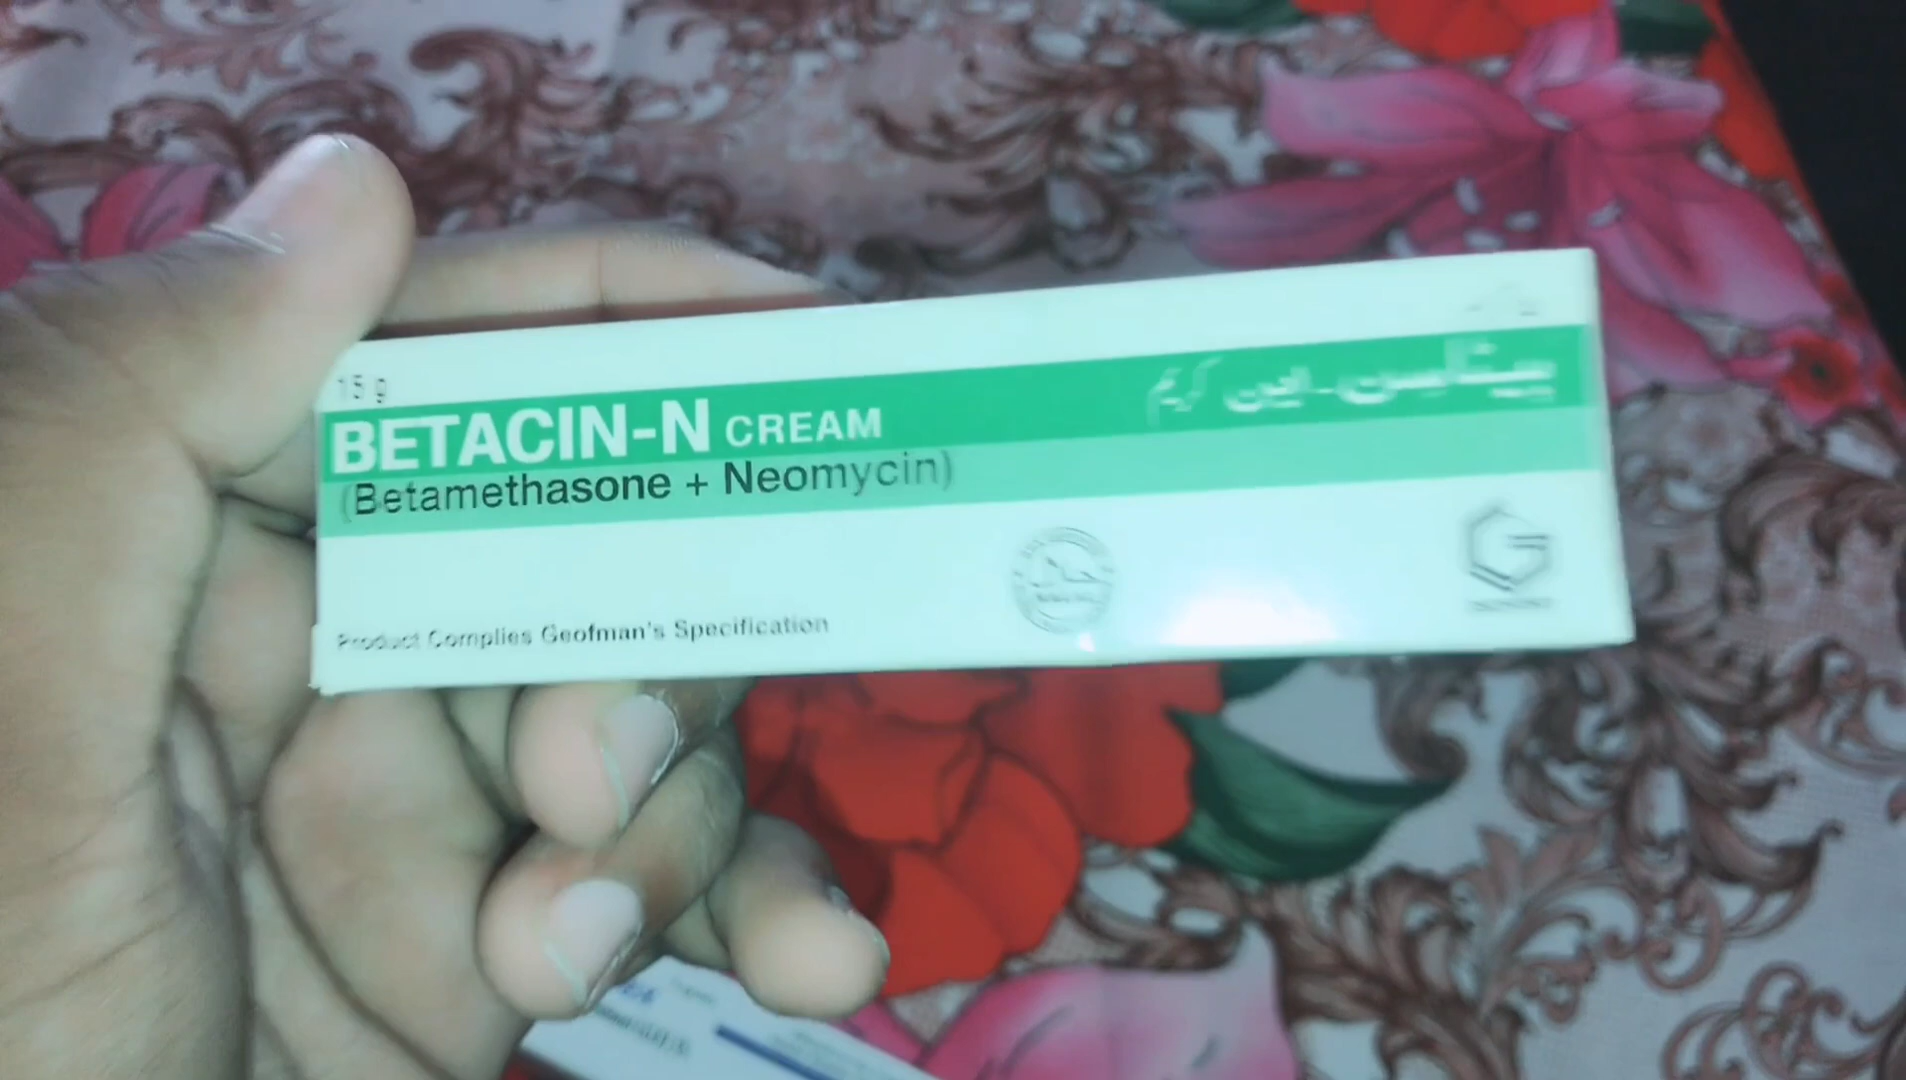 15 g
BETACIN-N CREAM
بیٹاسن-این کریم
(Betamethasone + Neomycin)
Product Complies Geofman's Specification